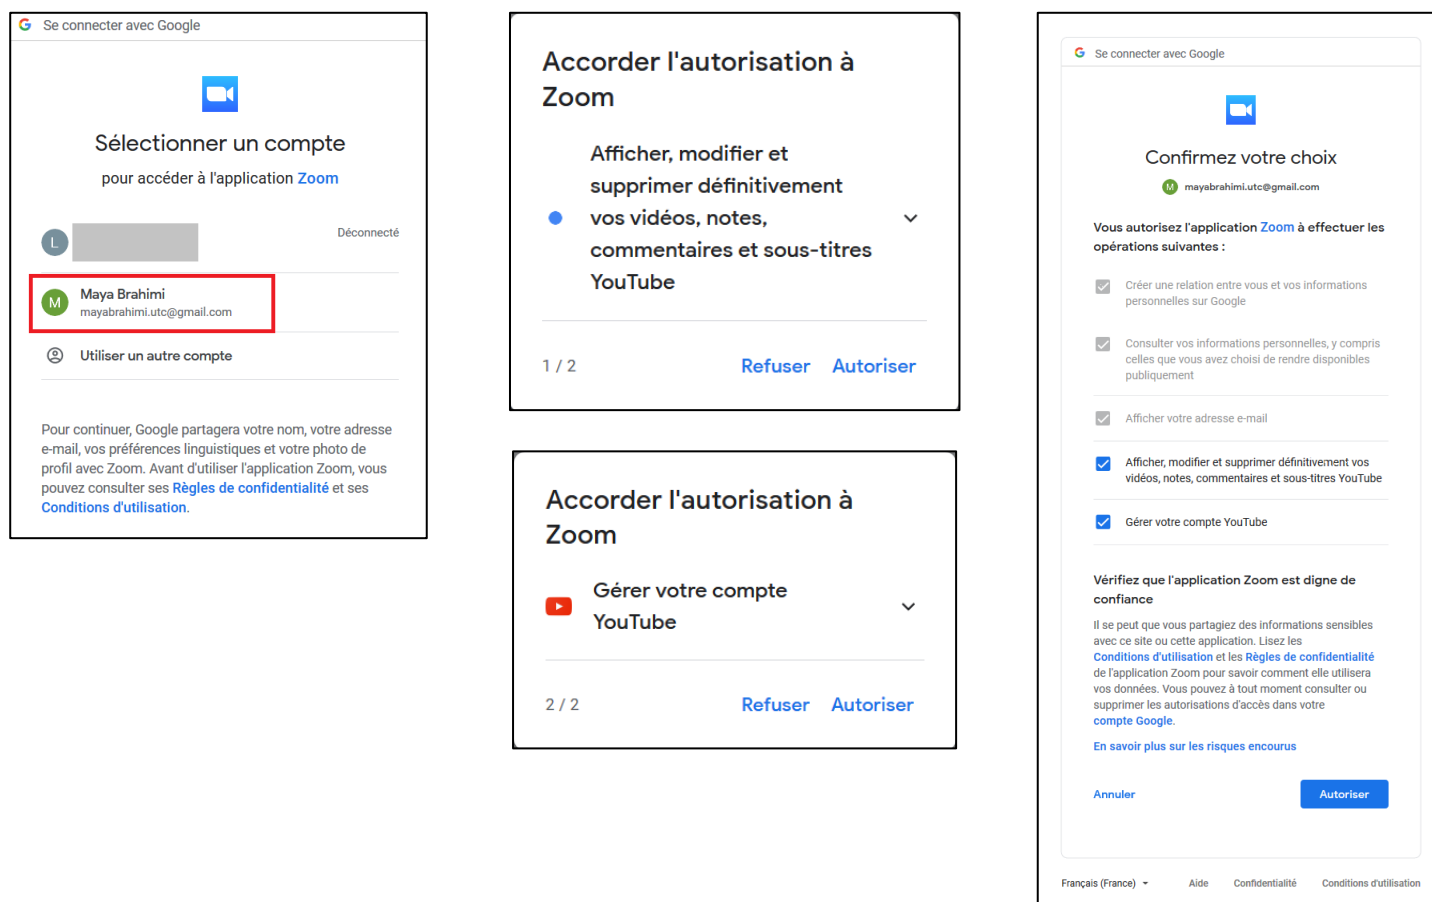 Se connecter avec Google
Sélectionner un compte
pour accéder à l'application Zoom
L
Déconnecté
M
Maya Brahimi
mayabrahimi.utc@gmail.com
Utiliser un autre compte
Pour continuer, Google partagera votre nom, votre adresse
e-mail, vos préférences linguistiques et votre photo de
profil avec Zoom. Avant d'utiliser l'application Zoom, vous
pouvez consulter ses Règles de confidentialité et ses
Conditions d'utilisation.
Accorder l'autorisation à
Zoom
Afficher, modifier et
supprimer définitivement
vos vidéos, notes,
commentaires et sous-titres
YouTube
1 / 2 Refuser Autoriser
Accorder l'autorisation à
Zoom
Gérer votre compte
YouTube
2 / 2 Refuser Autoriser
Se connecter avec Google
Confirmez votre choix
M mayabrahimi.utc@gmail.com
Vous autorisez l'application Zoom à effectuer les
opérations suivantes :
Créer une relation entre vous et vos informations
personnelles sur Google
Consulter vos informations personnelles, y compris
celles que vous avez choisi de rendre disponibles
publiquement
Afficher votre adresse e-mail
Afficher, modifier et supprimer définitivement vos
vidéos, notes, commentaires et sous-titres YouTube
Gérer votre compte YouTube
Vérifiez que l'application Zoom est digne de
confiance
Il se peut que vous partagiez des informations sensibles
avec ce site ou cette application. Lisez les
Conditions d'utilisation et les Règles de confidentialité
de l'application Zoom pour savoir comment elle utilisera
vos données. Vous pouvez à tout moment consulter ou
supprimer les autorisations d'accès dans votre
compte Google.
En savoir plus sur les risques encourus
Annuler Autoriser
Français (France) Aide Confidentialité Conditions d'utilisation